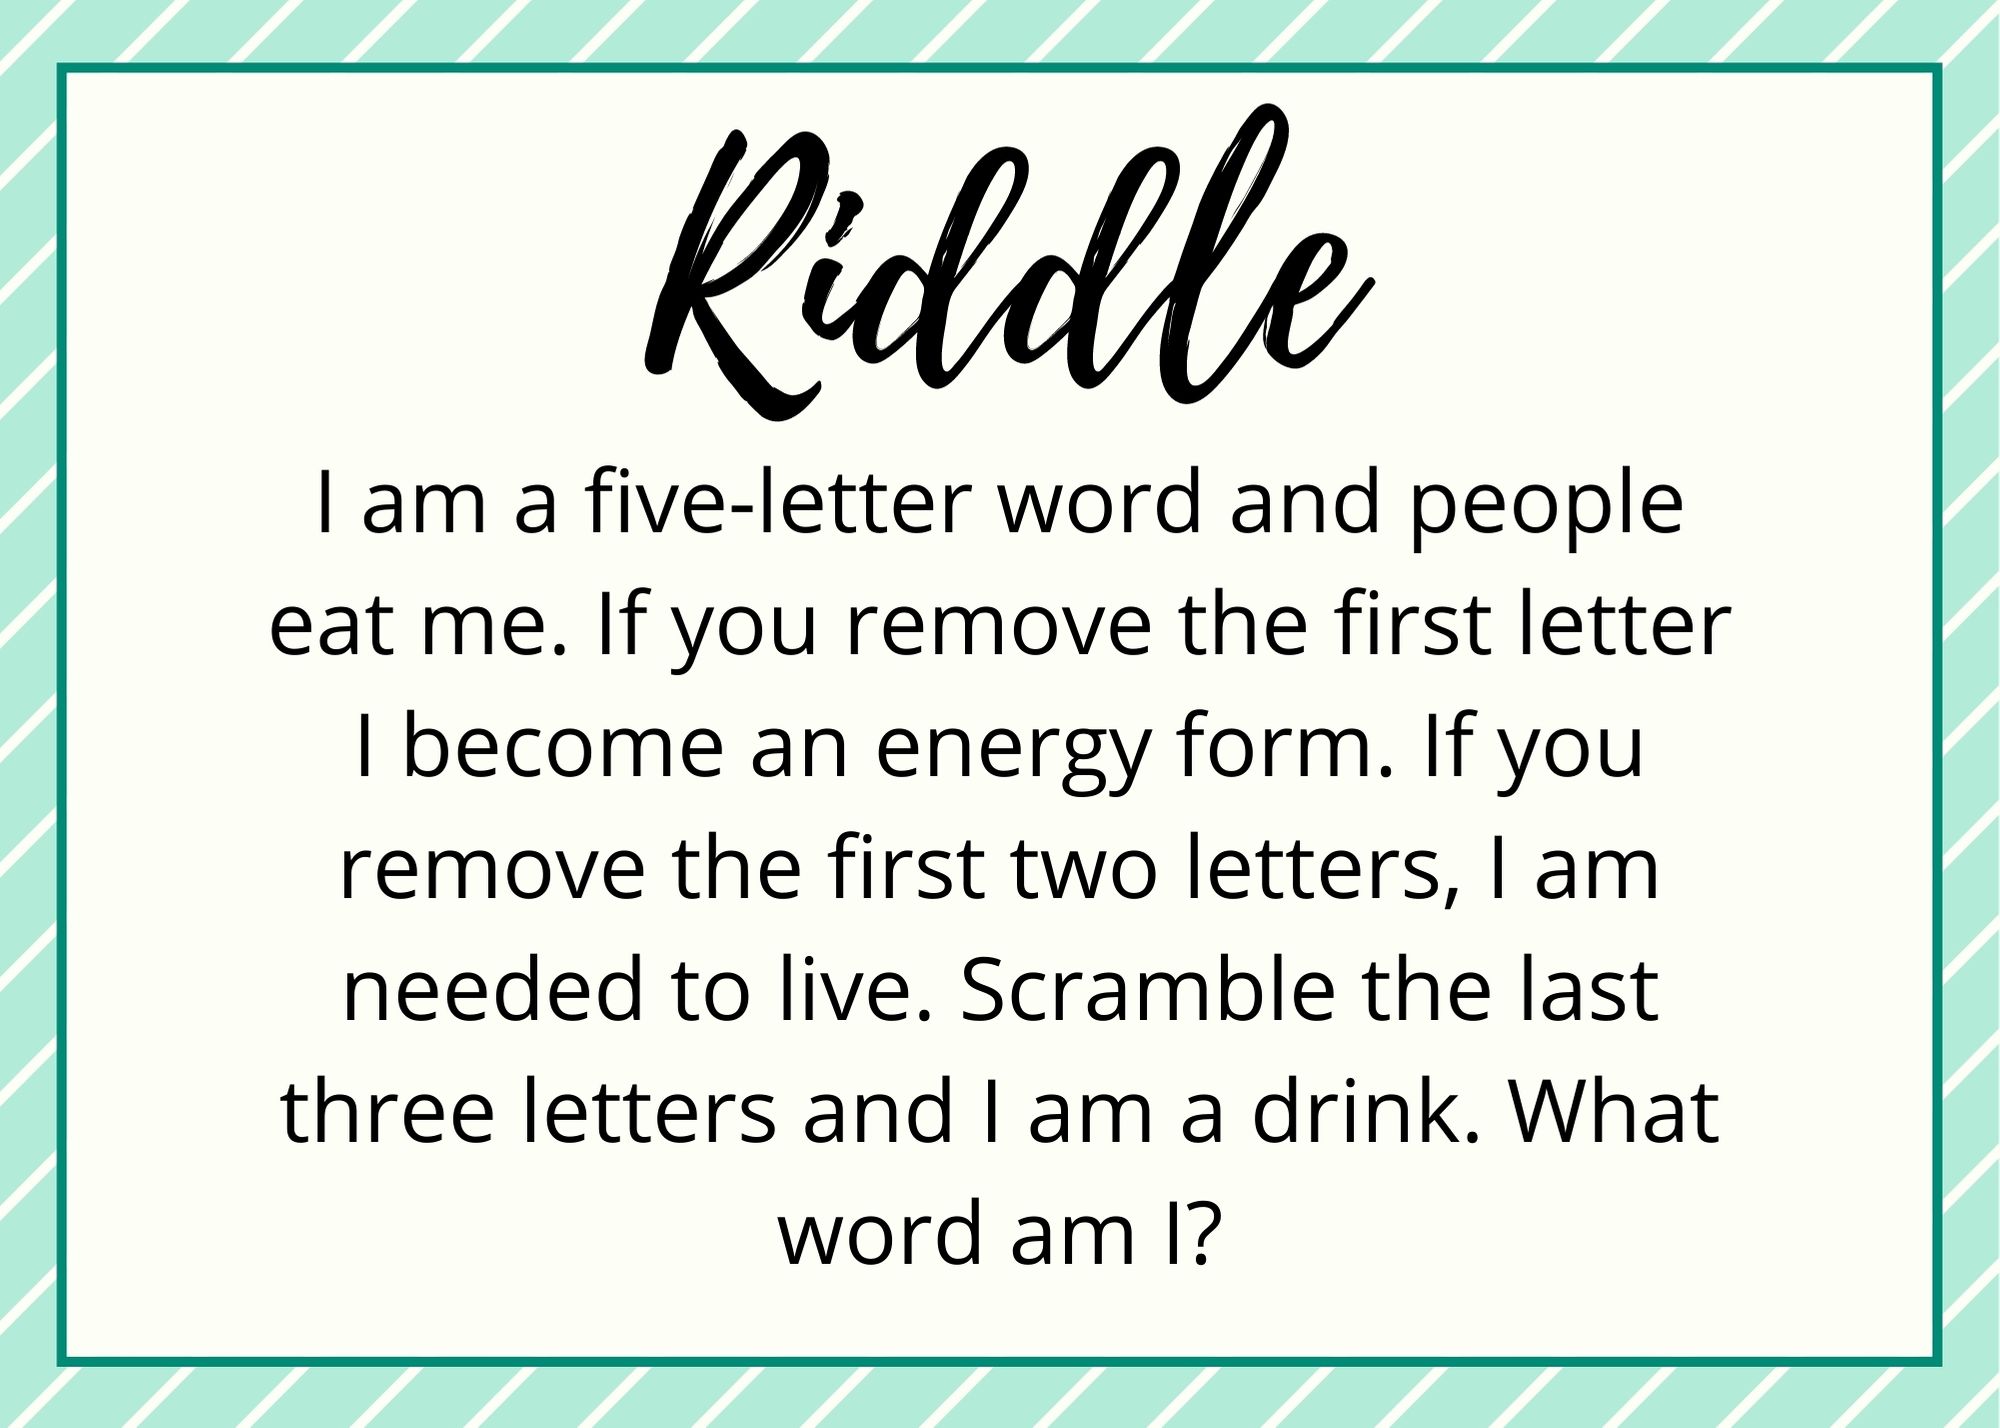 Riddle
I am a five-letter word and people
eat me. If you remove the first letter
I become an energy form. If you
remove the first two letters, I am
needed to live. Scramble the last
three letters and I am a drink. What
word am I?